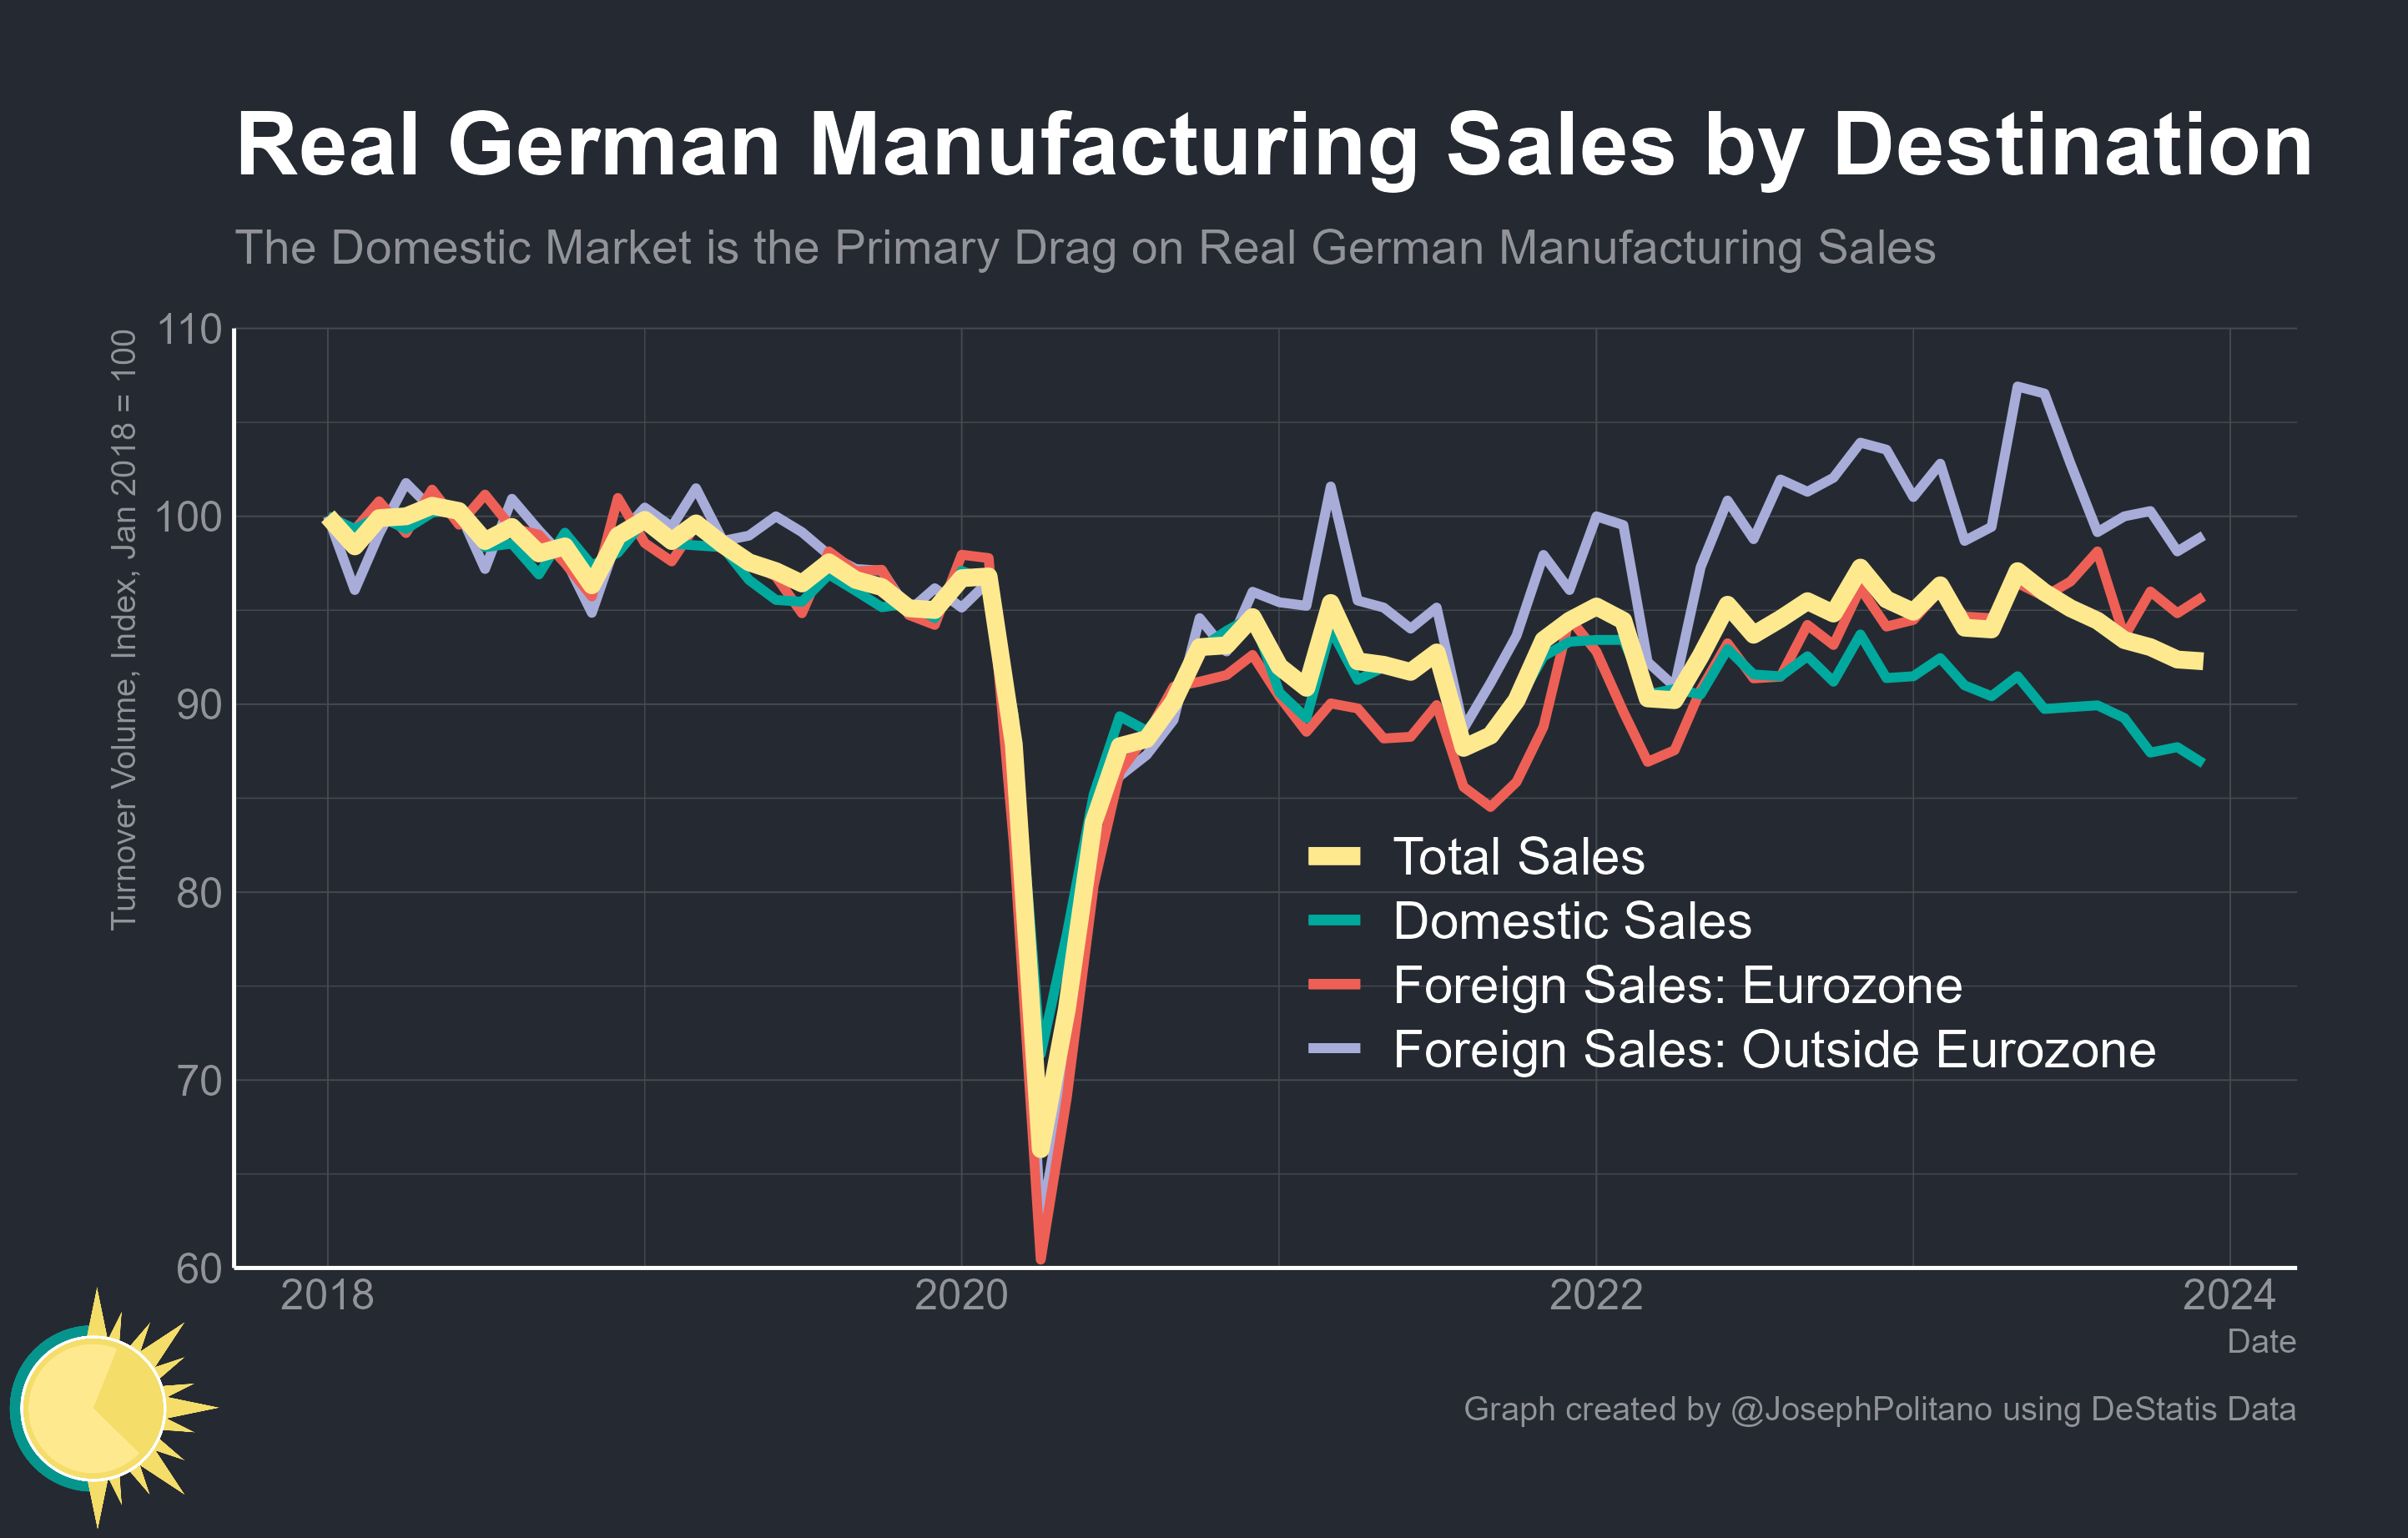 Real German Manufacturing Sales by Destination
The Domestic Market is the Primary Drag on Real German Manufacturing Sales
Turnover Volume, Index, Jan 2018 = 100
110
100
90
80
70
60
Total Sales
Domestic Sales
Foreign Sales: Eurozone
Foreign Sales: Outside Eurozone
2018 2020 2022 2024
Date
Graph created by @JosephPolitano using DeStatis Data